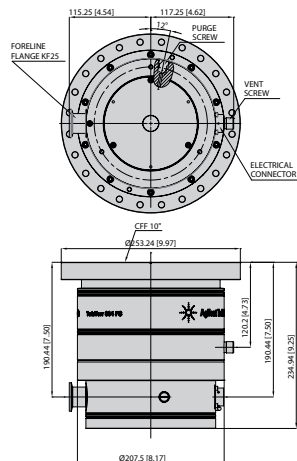 115.25 [4.54]
117.25 [4.62]
12°
PURGE
SCREW
FORELINE
FLANGE KF25
VENT
SCREW
ELECTRICAL
CONNECTOR
CFF 10"
Ø253.24 [9.97]
190.44 [7.50]
120.2 [4.73]
190.44 [7.50]
234.94 [9.25]
Ø207.5 [8.17]